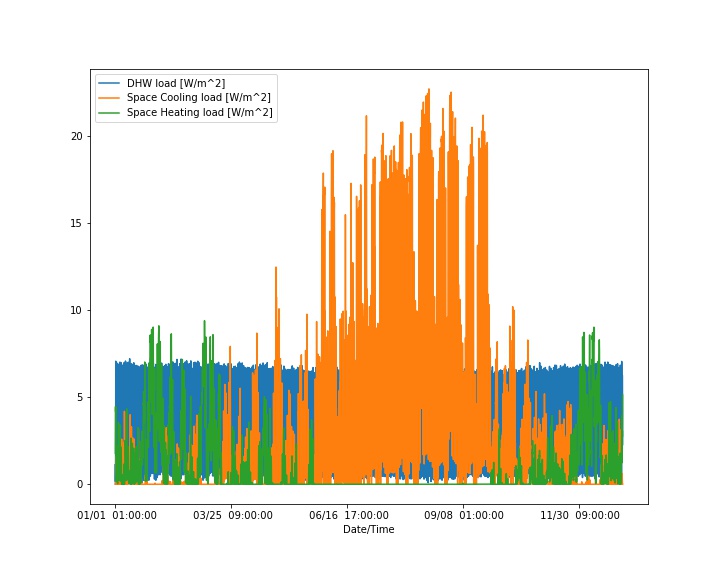 DHW load [W/m^2]
Space Cooling load [W/m^2]
Space Heating load [W/m^2]
20
15
10
5
0
01/01 01:00:00 03/25 09:00:00 06/16 17:00:00 09/08 01:00:00 11/30 09:00:00
Date/Time